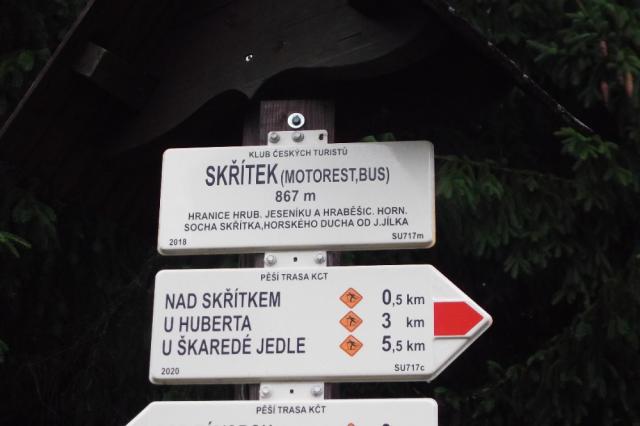 KLUB ČESKÝCH TURISTŮ
SKŘÍTEK (MOTOREST,BUS)
867 m
HRANICE HRUB. JESENÍKU A HRABĚŠIC. HORN.
SOCHA SKŘÍTKA,HORSKÉHO DUCHA OD J.JÍLKA
2018 SU717m
PĚŠÍ TRASA KČT
NAD SKŘÍTKEM 0,5 km
U HUBERTA 3 km
U ŠKAREDÉ JEDLE 5,5 km
2020 SU717c
PĚŠÍ TRASA KČT